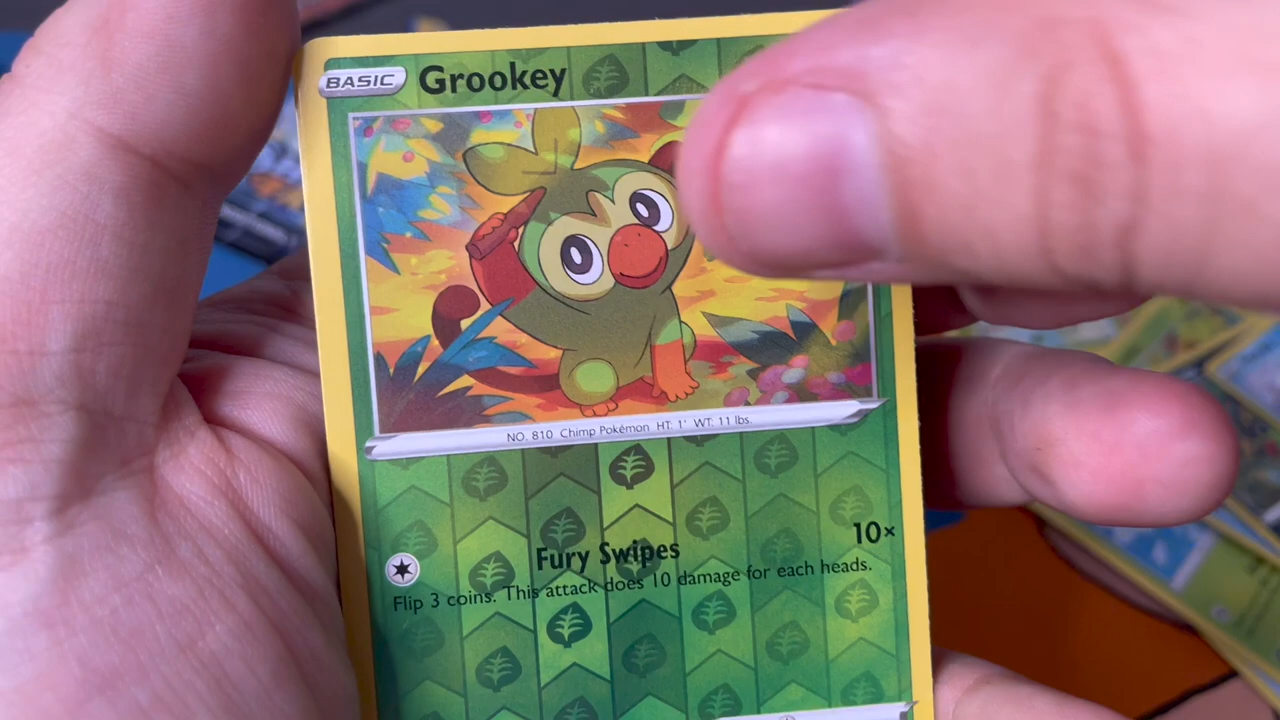 BASIC Grookey
NO. 810 Chimp Pokémon HT: 1' WT: 11 lbs.
Fury Swipes 10×
Flip 3 coins. This attack does 10 damage for each heads.